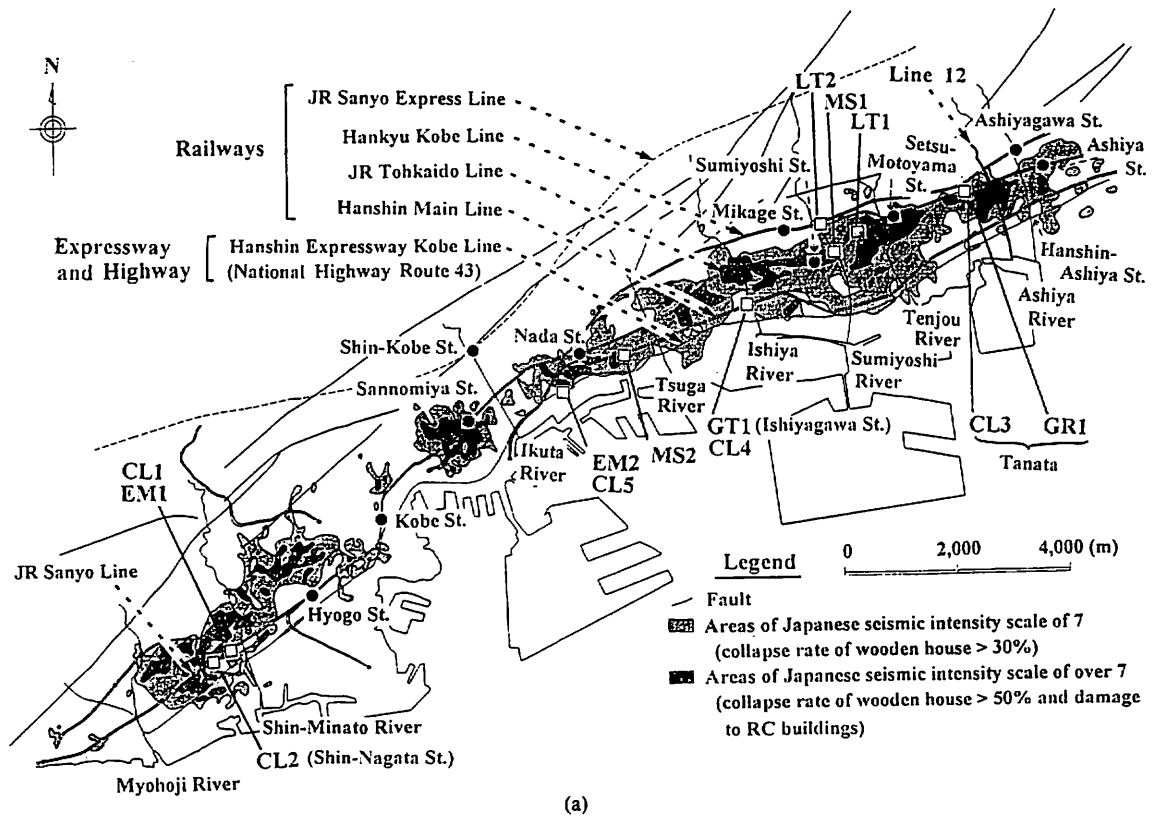 N
Railways
JR Sanyo Express Line
Hankyu Kobe Line
JR Tohkaido Line
Hanshin Main Line
Expressway
and Highway
Hanshin Expressway Kobe Line
(National Highway Route 43)
LT2
MS1
LT1
Line 12
Ashiyagawa St.
Ashiya
St.
Setsu-
Motoyama
St.
Sumiyoshi St.
Mikage St.
Hanshin-
Ashiya St.
Ashiya
River
Tenjou
River
Sumiyoshi
River
Ishiya
River
Tsuga
River
Nada St.
Shin-Kobe St.
Sannomiya St.
Ikuta
River
EM2
CL5
MS2
GT1 (Ishiyagawa St.)
CL4
CL3
GR1
Tanata
CL1
EM1
Kobe St.
JR Sanyo Line
Hyogo St.
Shin-Minato River
CL2 (Shin-Nagata St.)
Myohoji River
0 2,000 4,000 (m)
Legend
Fault
Areas of Japanese seismic intensity scale of 7
(collapse rate of wooden house > 30%)
Areas of Japanese seismic intensity scale of over 7
(collapse rate of wooden house > 50% and damage
to RC buildings)
(a)